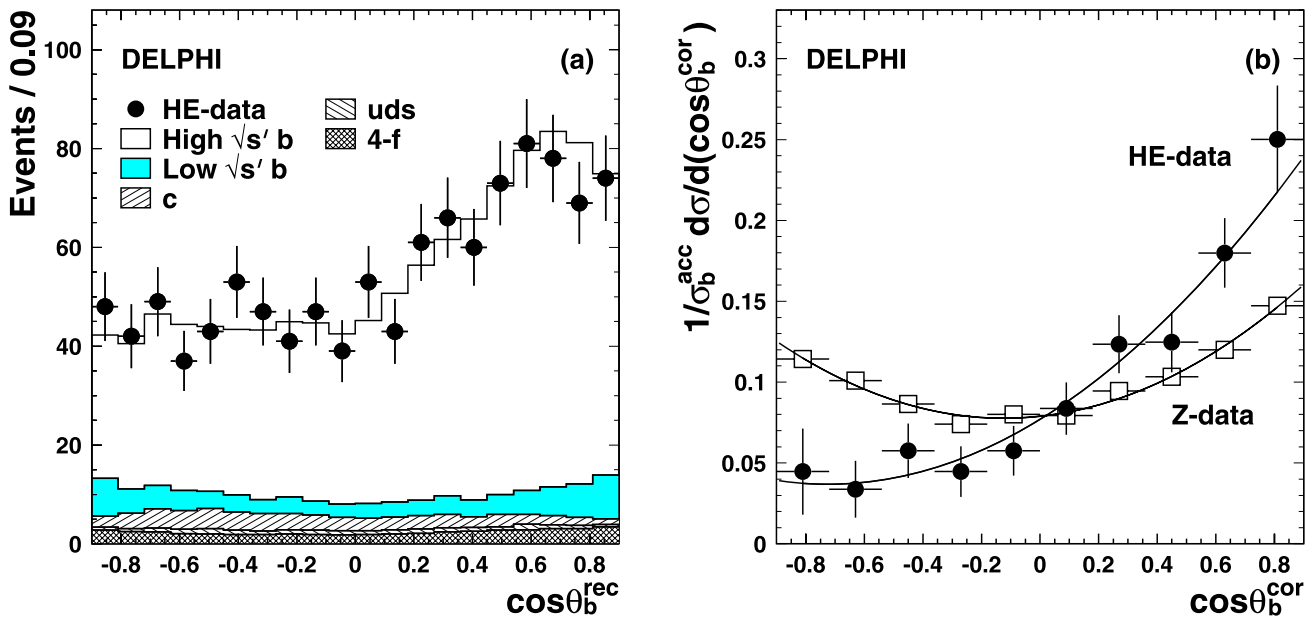 Events / 0.09
100
80
60
40
20
0
DELPHI
(a)
HE-data
High √s′ b
Low √s′ b
c
uds
4-f
-0.8 -0.6 -0.4 -0.2 0 0.2 0.4 0.6 0.8
cosθ_b^rec
1/σ_b^acc dσ/d(cosθ_b^cor)
0.3
0.25
0.2
0.15
0.1
0.05
0
DELPHI
(b)
HE-data
Z-data
-0.8 -0.6 -0.4 -0.2 0 0.2 0.4 0.6 0.8
cosθ_b^cor